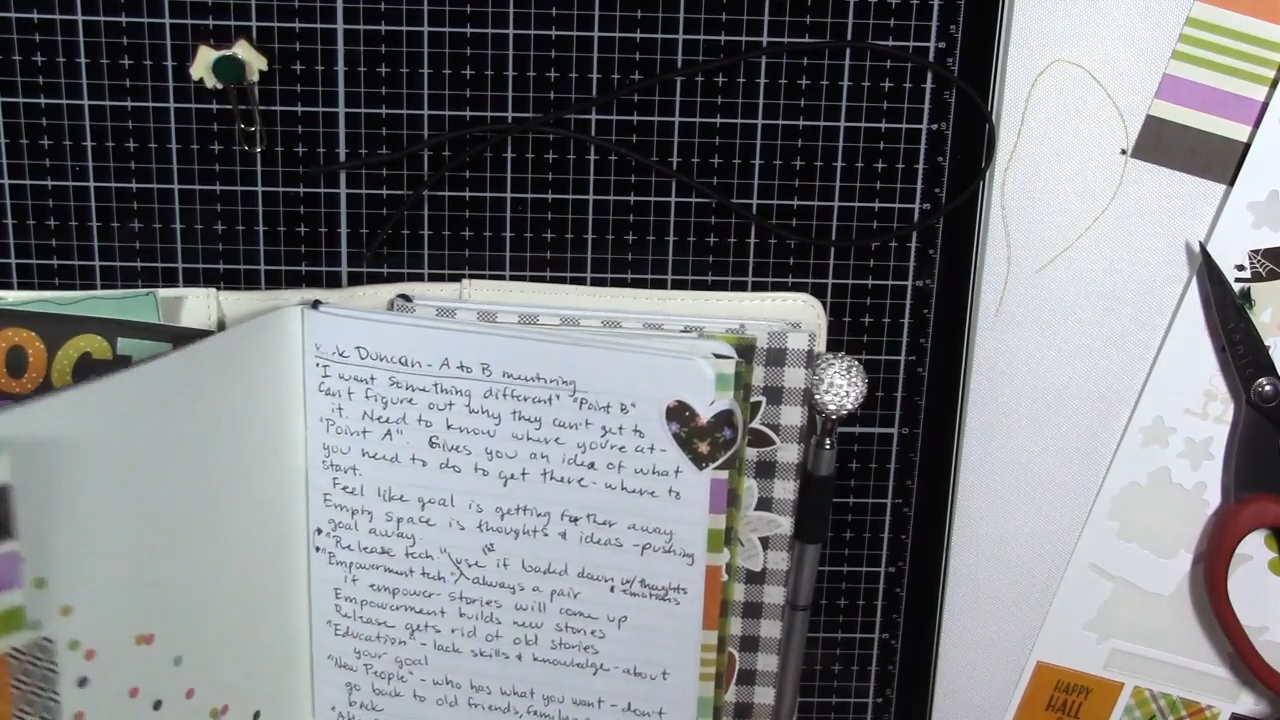 OCT
Duncan - A to B mentoring
"I want something different" "Point B"
Can't figure out why they can't get to
it. Need to know where you're at-
"Point A". Gives you an idea of what
you need to do to get there - where to
start.
Feel like goal is getting further away.
Empty space is thoughts & ideas - pushing
goal away.
"Release tech." use 1st if loaded down w/ thoughts & emotions
"Empowerment tech." always a pair
if empower - stories will come up
Empowerment builds new stories
Release gets rid of old stories
"Education" - lack skills & knowledge - about
your goal
"New People" - who has what you want - don't
go back to old friends, family
back
HAPPY
HALL